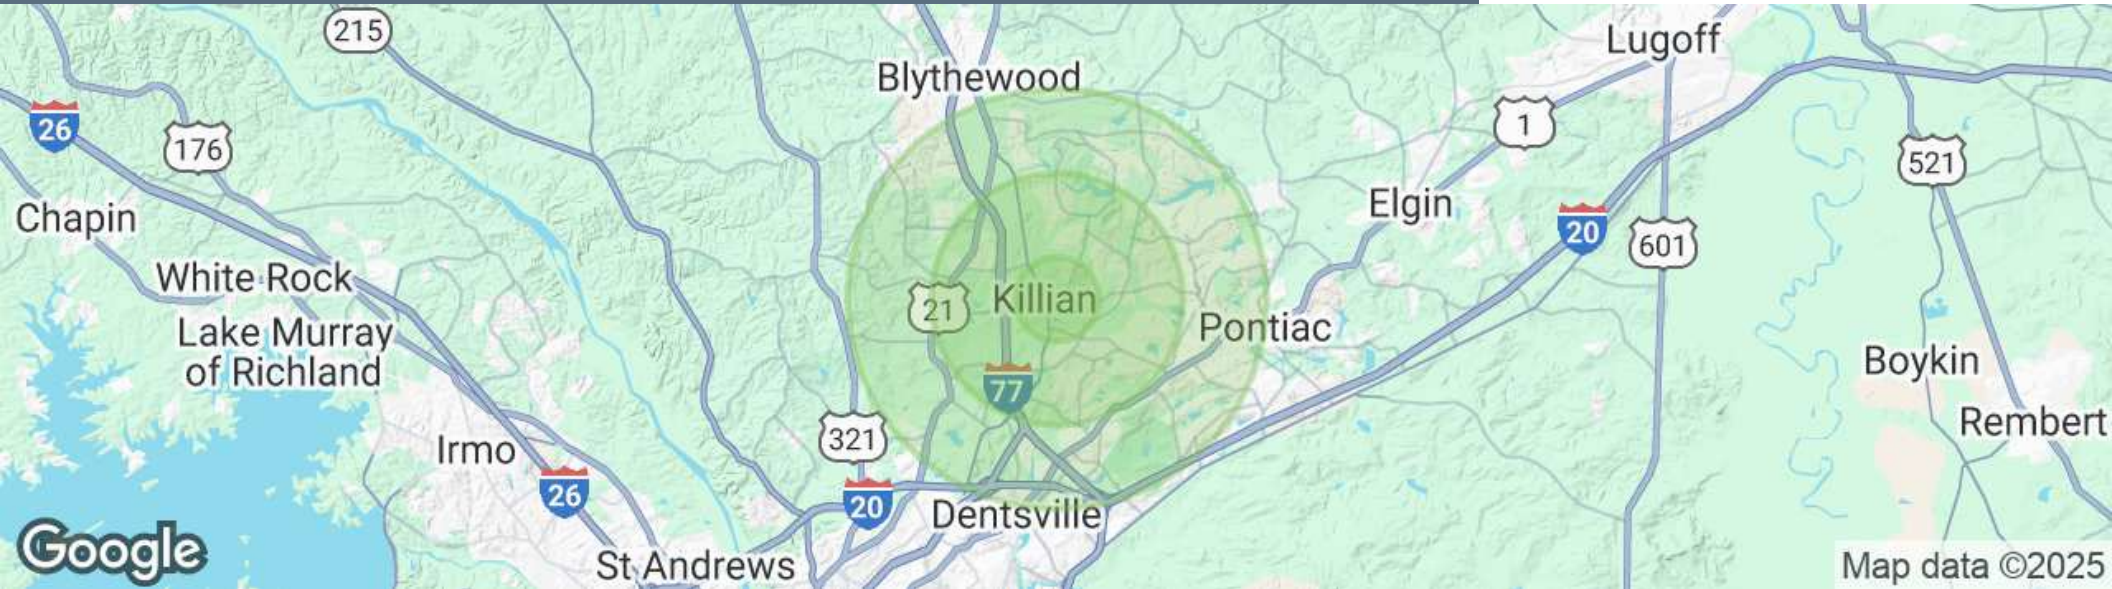 215
Lugoff
Blythewood
26
1
176
521
Elgin
Chapin
20
601
White Rock
21
Killian
Lake Murray
of Richland
Pontiac
Boykin
77
Rembert
321
Irmo
26
20
Dentsville
Google
St Andrews
Map data ©2025